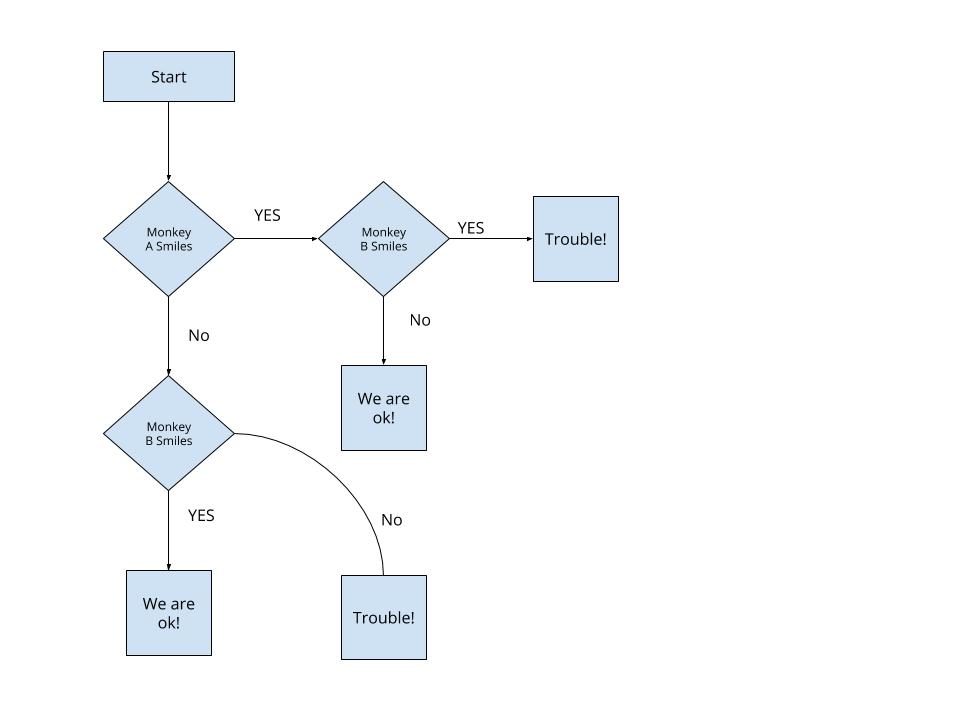 Start
YES
Monkey
A Smiles
Monkey
B Smiles
YES
Trouble!
No
No
We are
ok!
Monkey
B Smiles
YES
No
We are
ok!
Trouble!